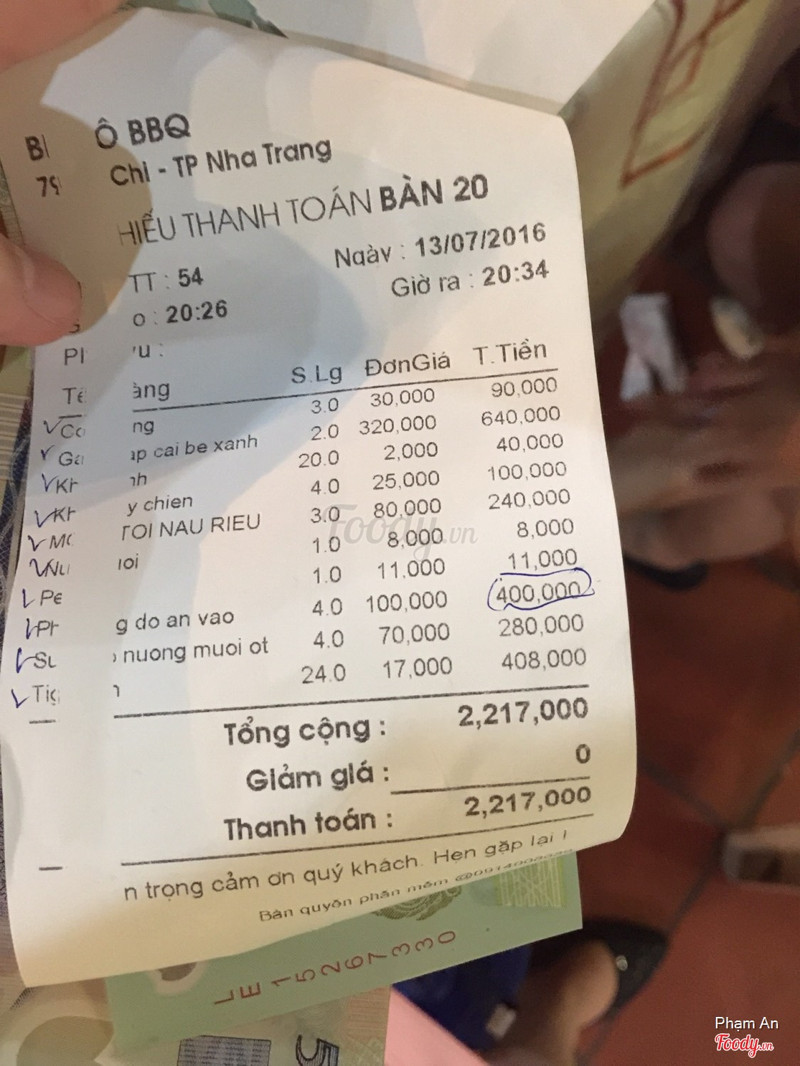 Ô BBQ
Chi - TP Nha Trang
HIẾU THANH TOÁN BÀN 20
TT : 54 Ngày : 13/07/2016
o : 20:26 Giờ ra : 20:34
àng S.Lg ĐơnGiá T.Tiền
ng 3.0 30,000 90,000
ap cai be xanh 2.0 320,000 640,000
nh 20.0 2,000 40,000
y chien 4.0 25,000 100,000
TOI NAU RIEU 3.0 80,000 240,000
1.0 8,000 8,000
1.0 11.000 11,000
g do an vao 4.0 100,000 400,000
nuong muoi ot 4.0 70,000 280,000
24.0 17,000 408,000
Tổng cộng : 2,217,000
Giảm giá : 0
Thanh toán : 2,217,000
n trọng cảm ơn quý khách. Hẹn gặp lại !
Bản quyền phần mềm
LE 15267330
Foody.vn
Phạm An
Foody.vn